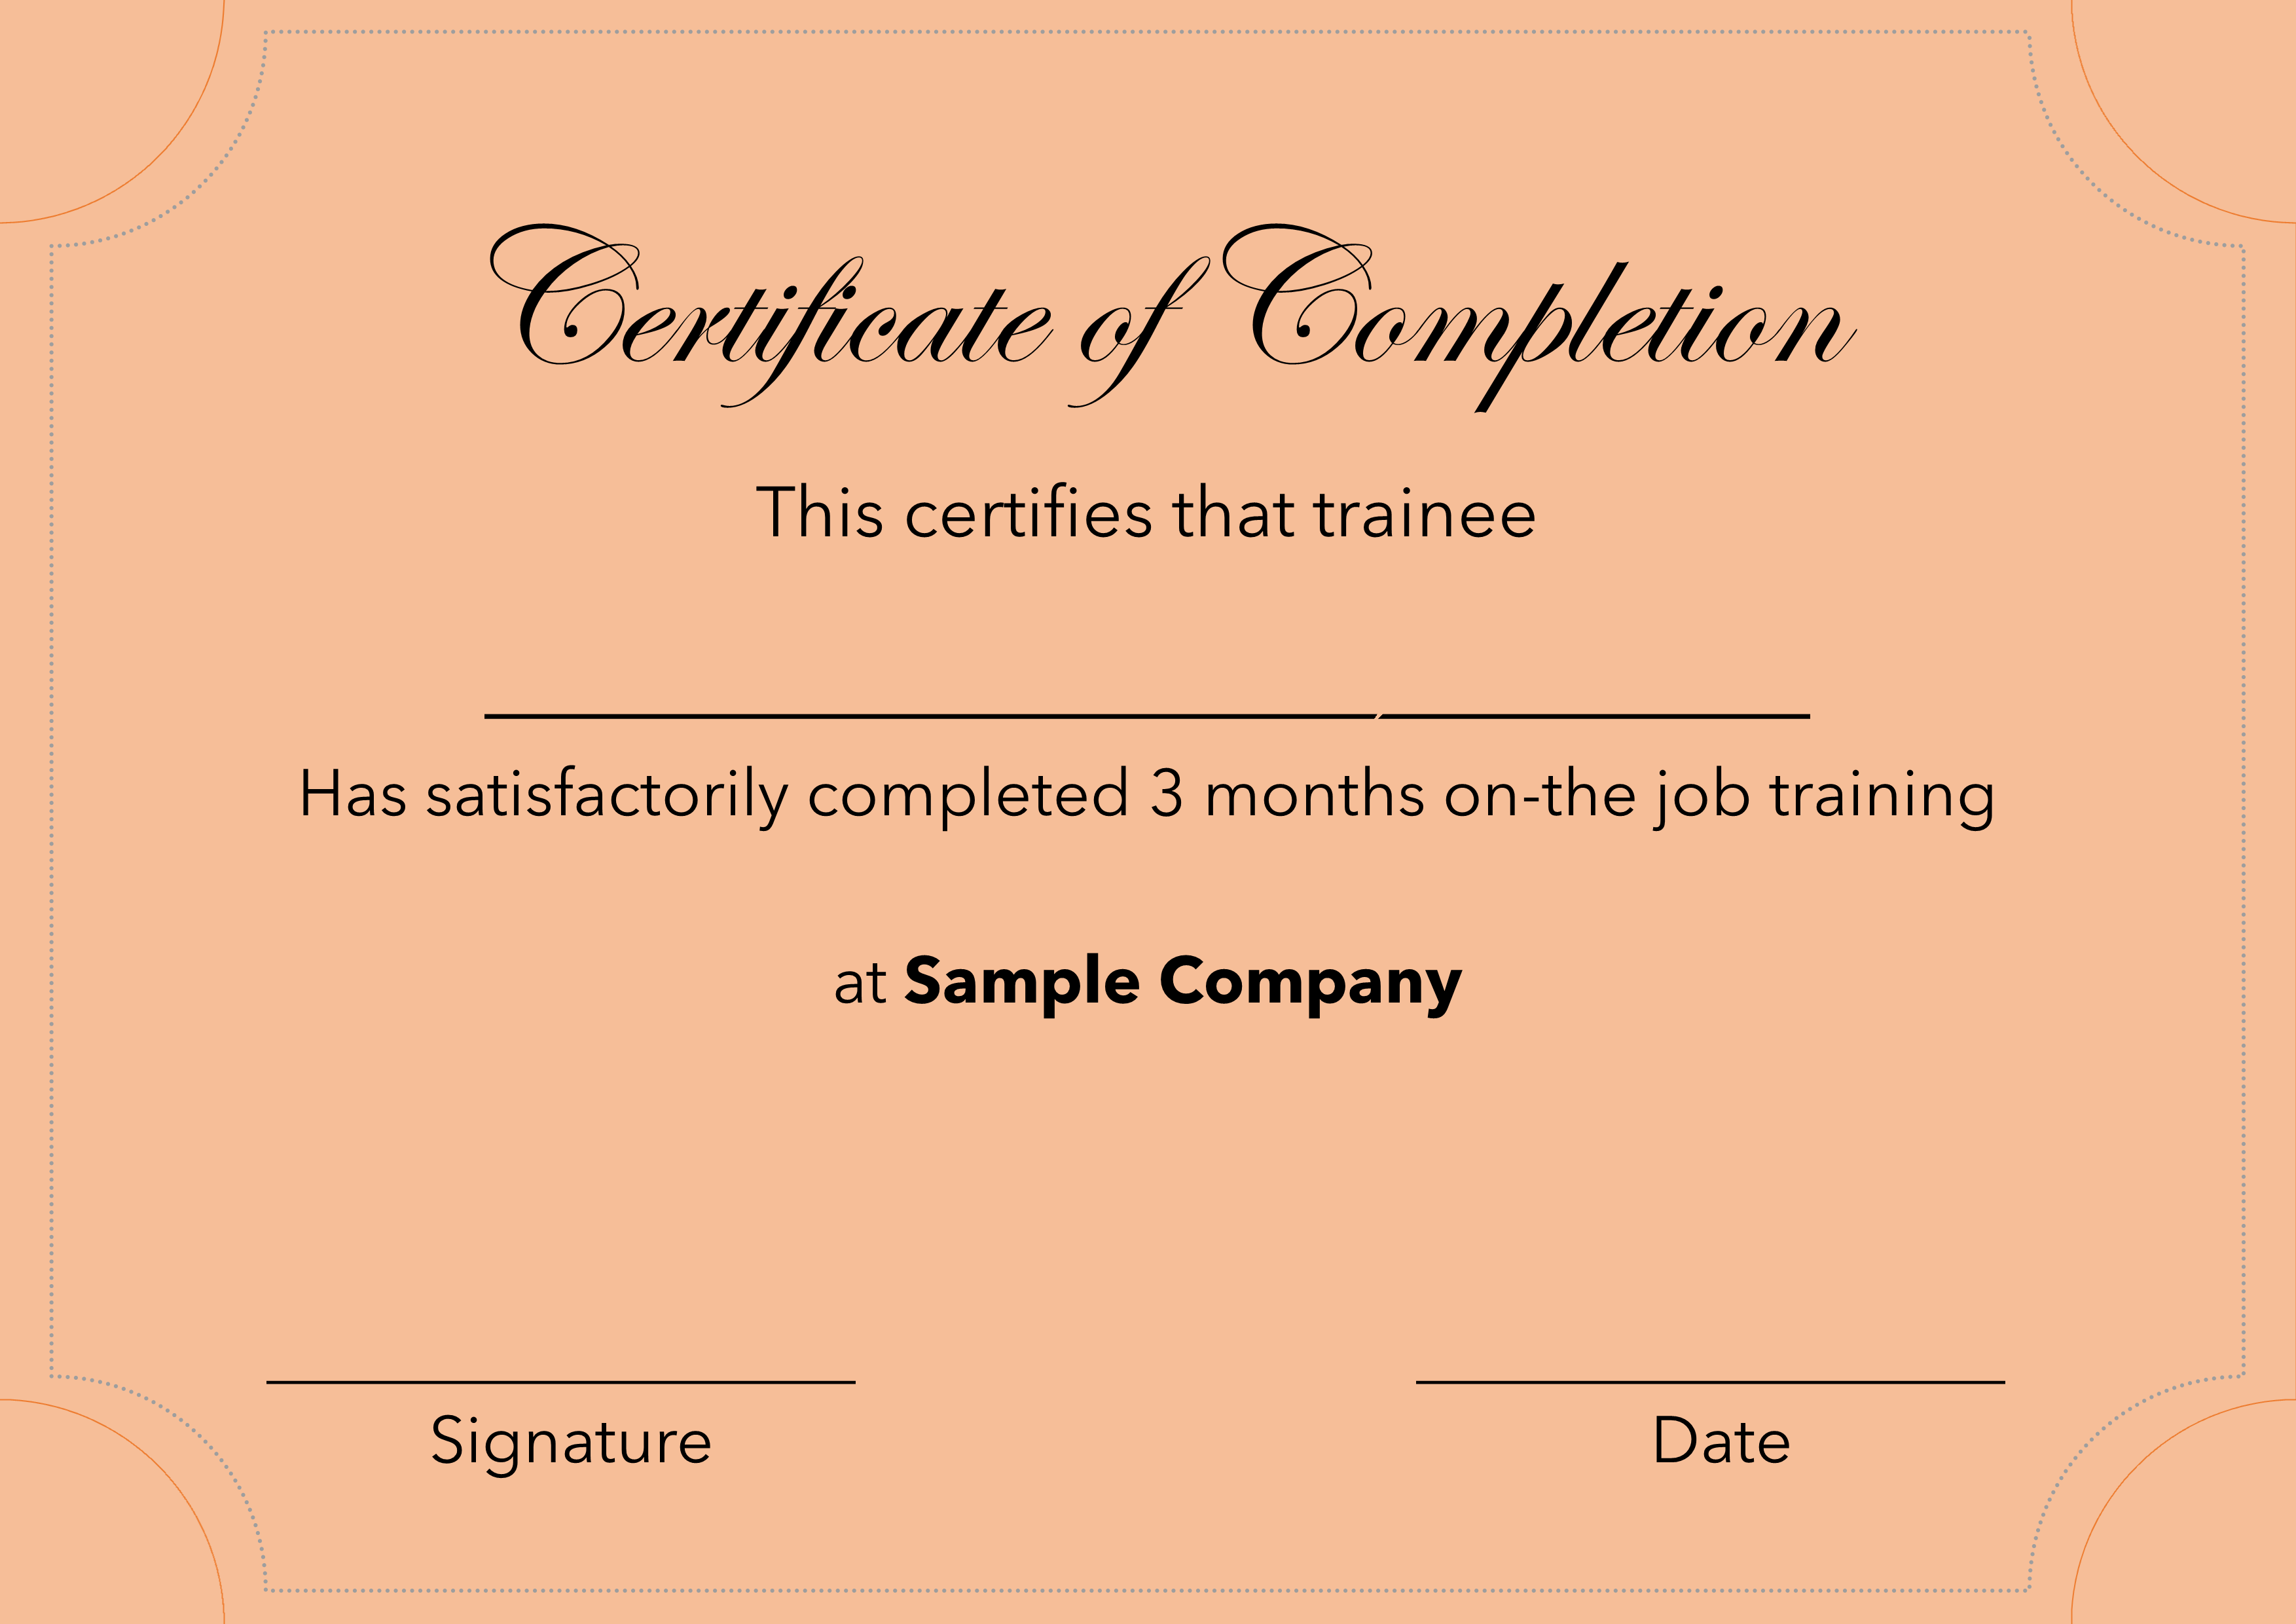 Certificate of Completion
This certifies that trainee
Has satisfactorily completed 3 months on-the job training
at Sample Company
Signature
Date